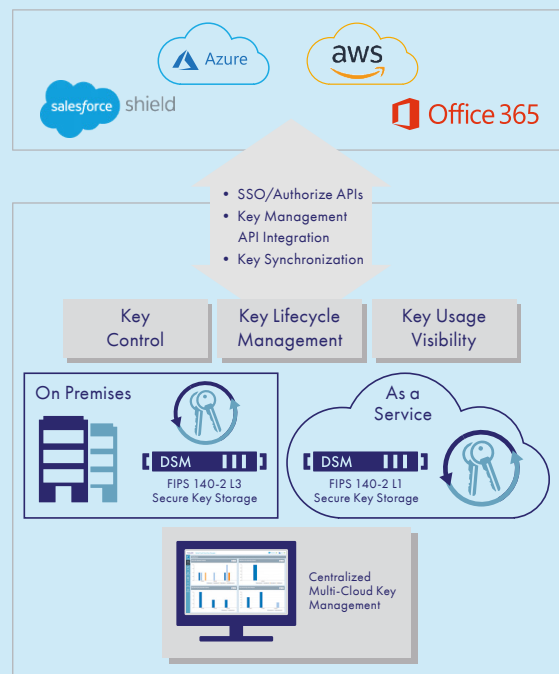 Azure
aws
salesforce shield
Office 365
• SSO/Authorize APIs
• Key Management
API Integration
• Key Synchronization
Key
Control
Key Lifecycle
Management
Key Usage
Visibility
On Premises
DSM
FIPS 140-2 L3
Secure Key Storage
As a
Service
DSM
FIPS 140-2 L1
Secure Key Storage
Centralized
Multi-Cloud Key
Management